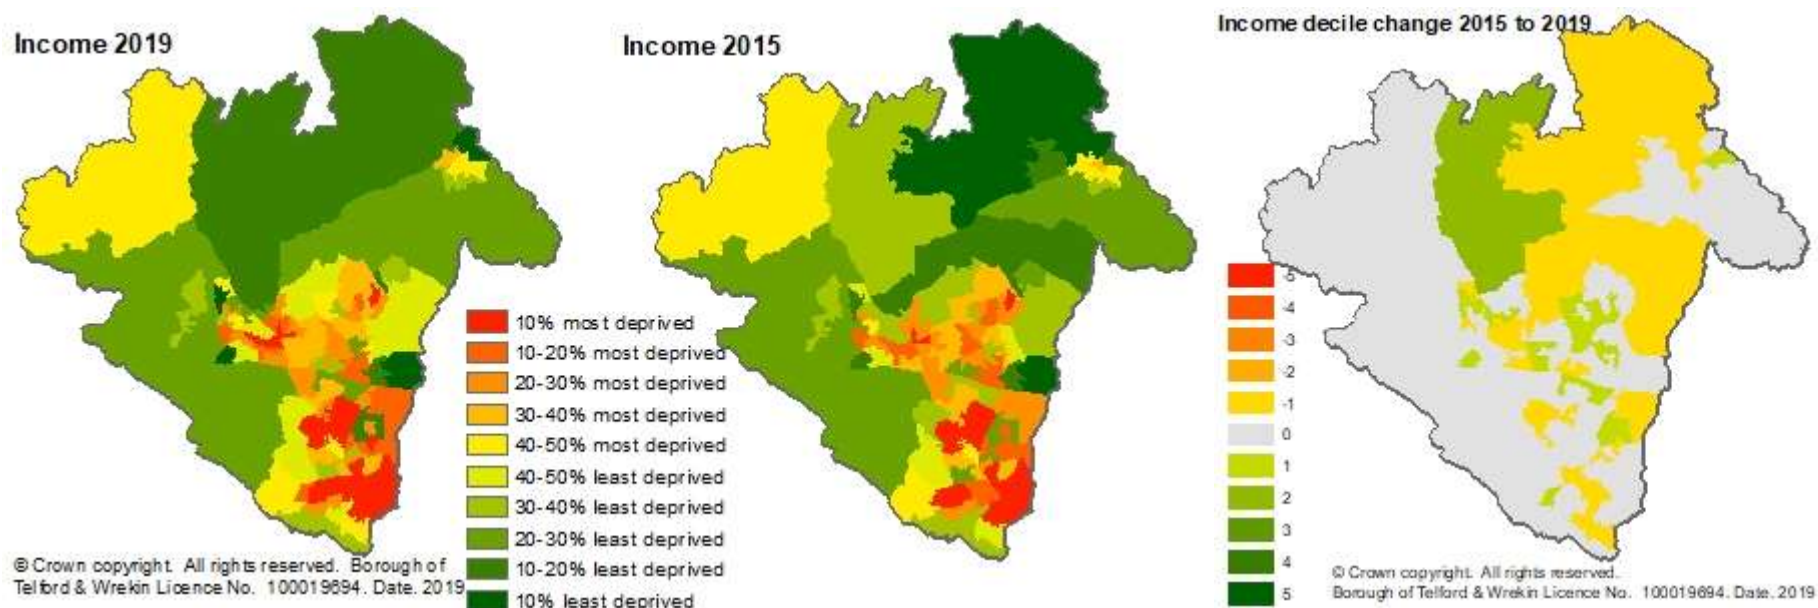 Income 2019
Income 2015
Income decile change 2015 to 2019
10% most deprived
10-20% most deprived
20-30% most deprived
30-40% most deprived
40-50% most deprived
40-50% least deprived
30-40% least deprived
20-30% least deprived
10-20% least deprived
10% least deprived
-5
-4
-3
-2
-1
0
1
2
3
4
5
© Crown copyright. All rights reserved. Borough of
Telford & Wrekin Licence No. 100019694. Date. 2019
© Crown copyright. All rights reserved.
Borough of Telford & Wrekin Licence No. 100019694. Date. 2019